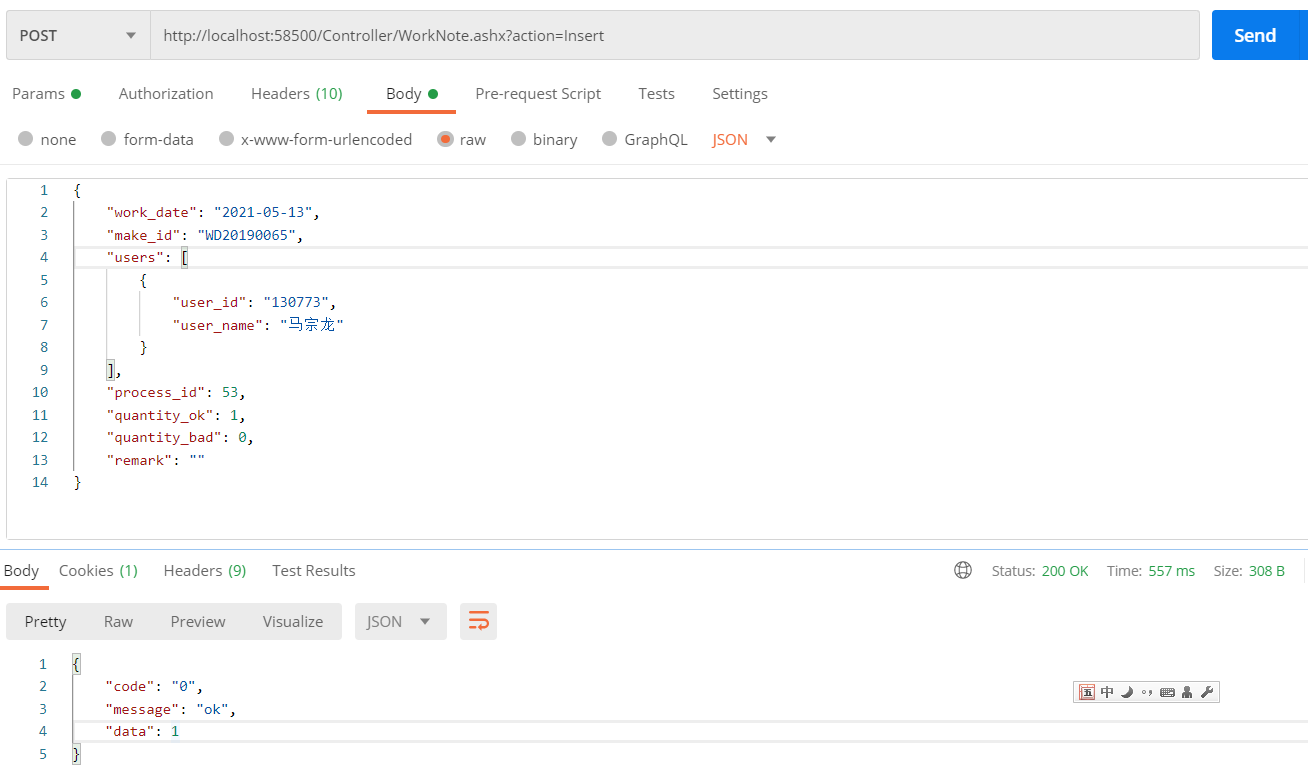 POST http://localhost:58500/Controller/WorkNote.ashx?action=Insert Send
Params Authorization Headers (10) Body Pre-request Script Tests Settings
none form-data x-www-form-urlencoded raw binary GraphQL JSON
1 {
2 "work_date": "2021-05-13",
3 "make_id": "WD20190065",
4 "users": [
5 {
6 "user_id": "130773",
7 "user_name": "马宗龙"
8 }
9 ],
10 "process_id": 53,
11 "quantity_ok": 1,
12 "quantity_bad": 0,
13 "remark": ""
14 }
Body Cookies (1) Headers (9) Test Results Status: 200 OK Time: 557 ms Size: 308 B
Pretty Raw Preview Visualize JSON
1 {
2 "code": "0",
五 中
3 "message": "ok",
4 "data": 1
5 }